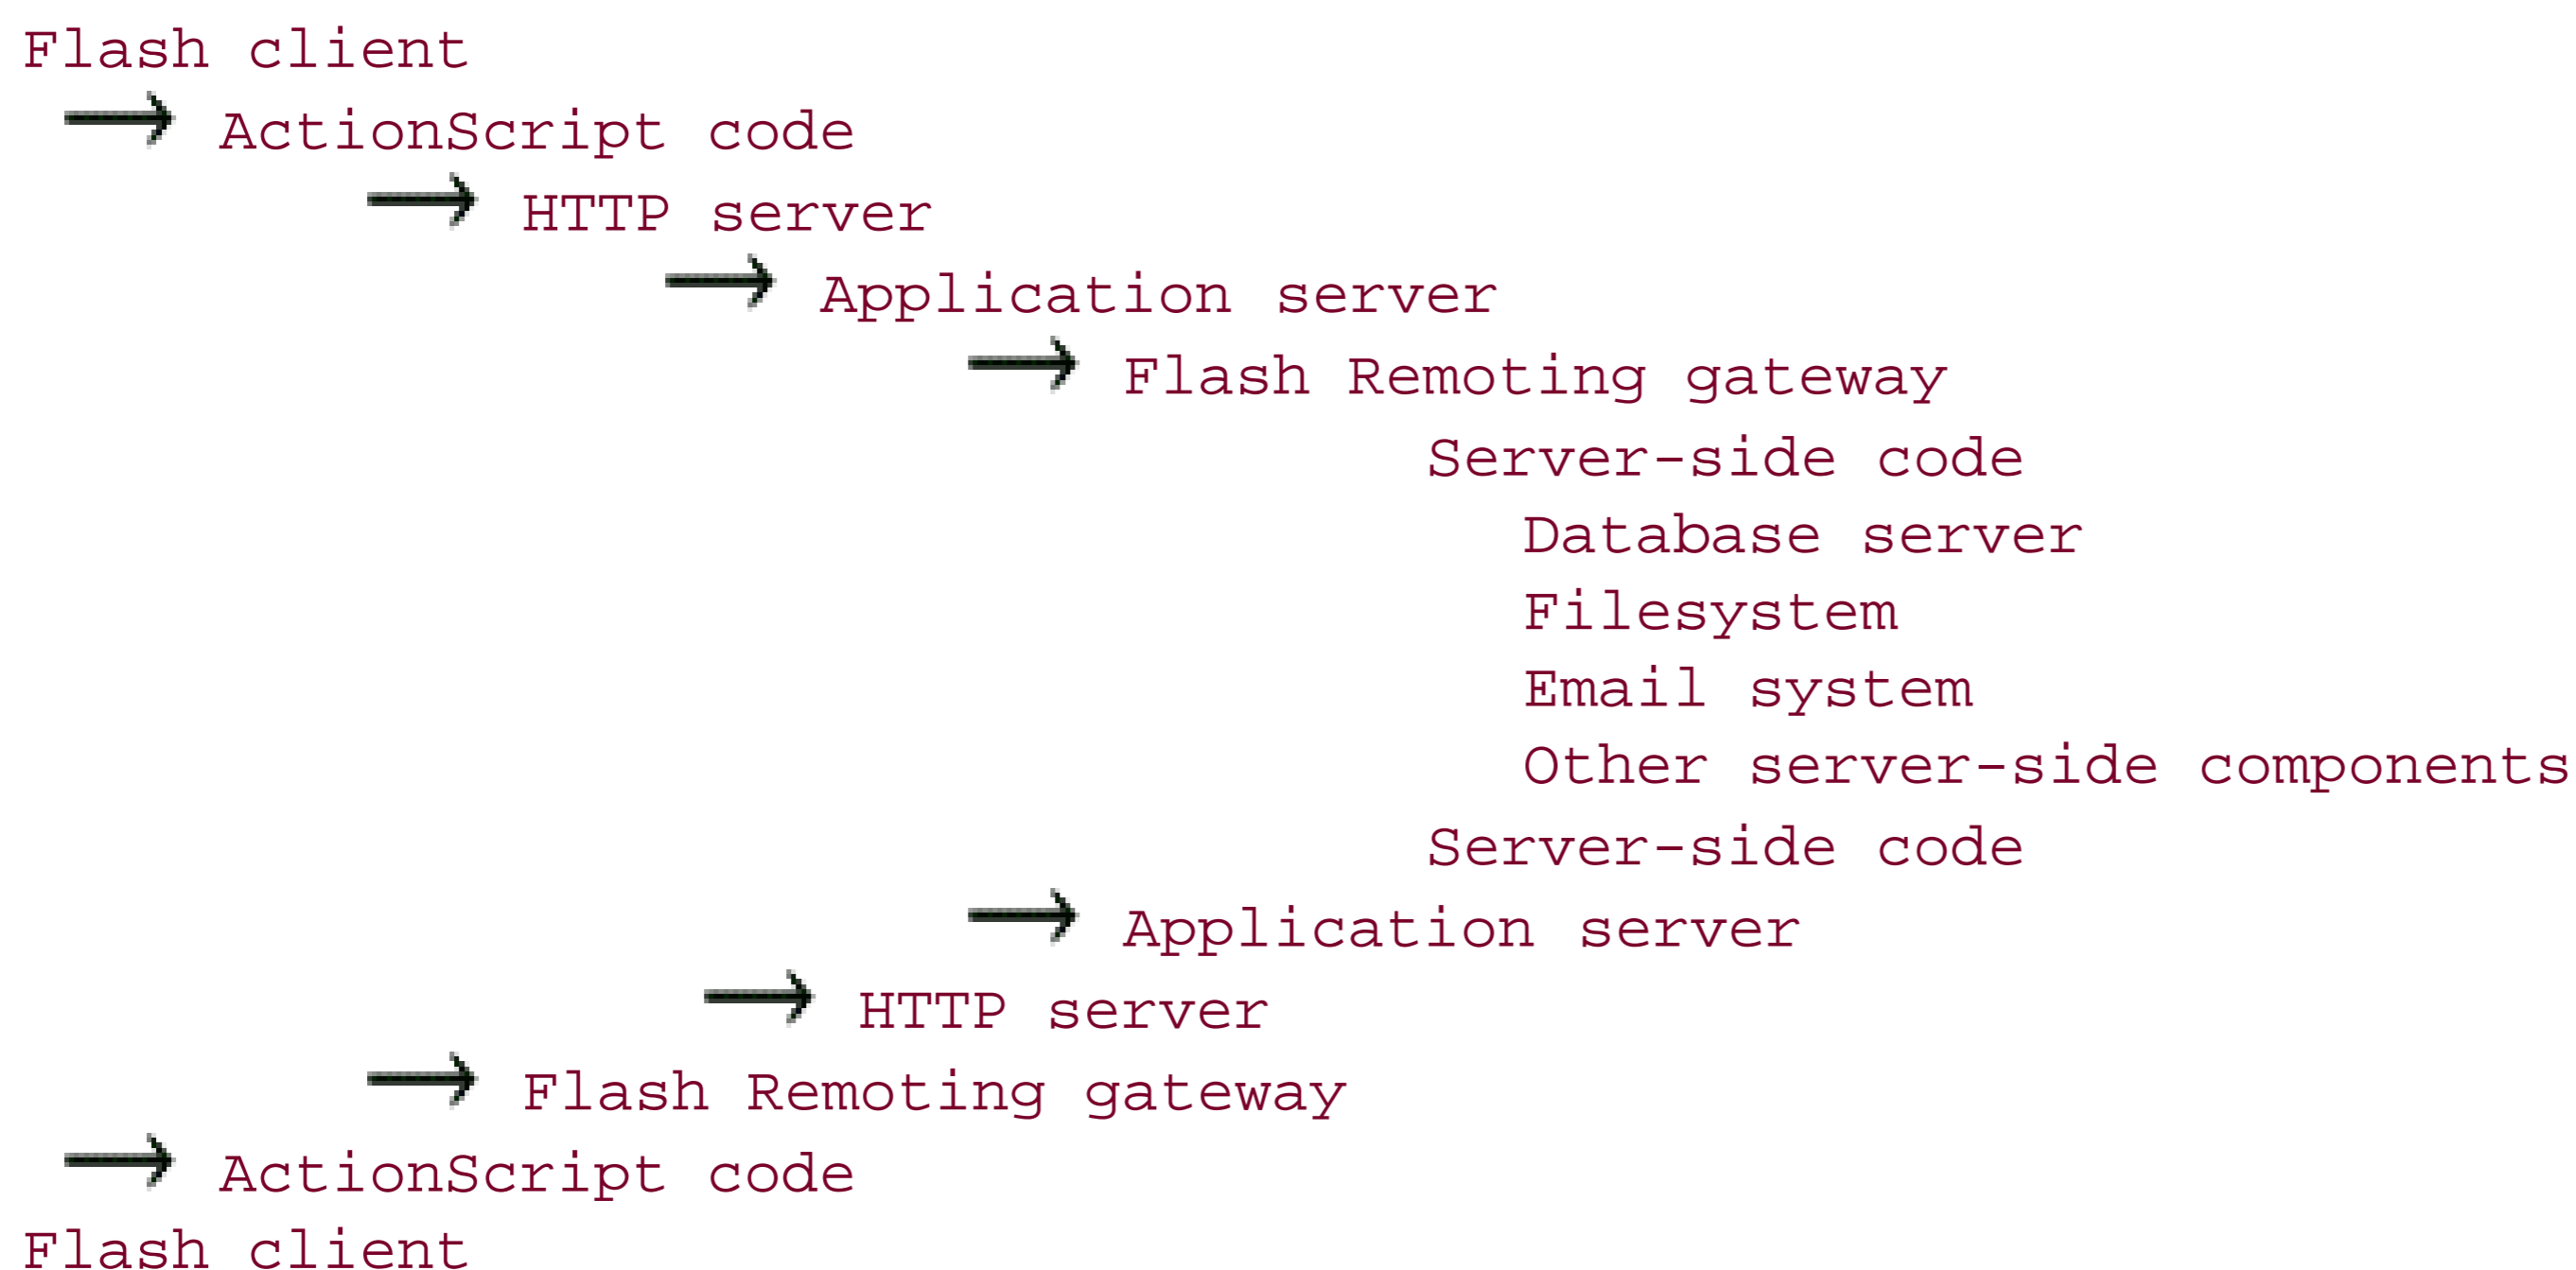 Flash client
→ ActionScript code
→ HTTP server
→ Application server
→ Flash Remoting gateway
Server-side code
Database server
Filesystem
Email system
Other server-side components
Server-side code
→ Application server
→ HTTP server
→ Flash Remoting gateway
→ ActionScript code
Flash client